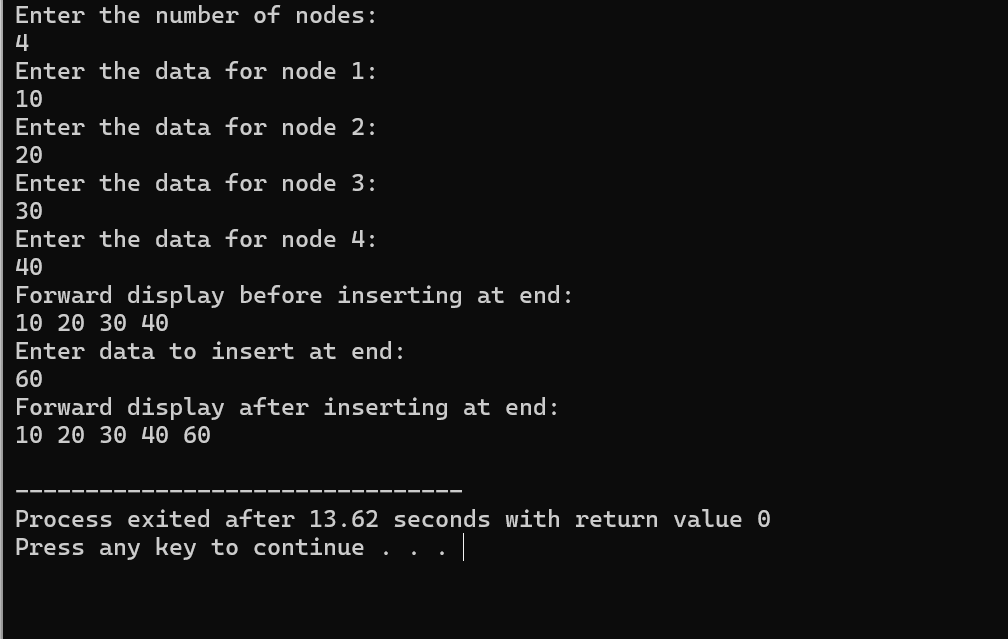 Enter the number of nodes:
4
Enter the data for node 1:
10
Enter the data for node 2:
20
Enter the data for node 3:
30
Enter the data for node 4:
40
Forward display before inserting at end:
10 20 30 40
Enter data to insert at end:
60
Forward display after inserting at end:
10 20 30 40 60

--------------------------------
Process exited after 13.62 seconds with return value 0
Press any key to continue . . .